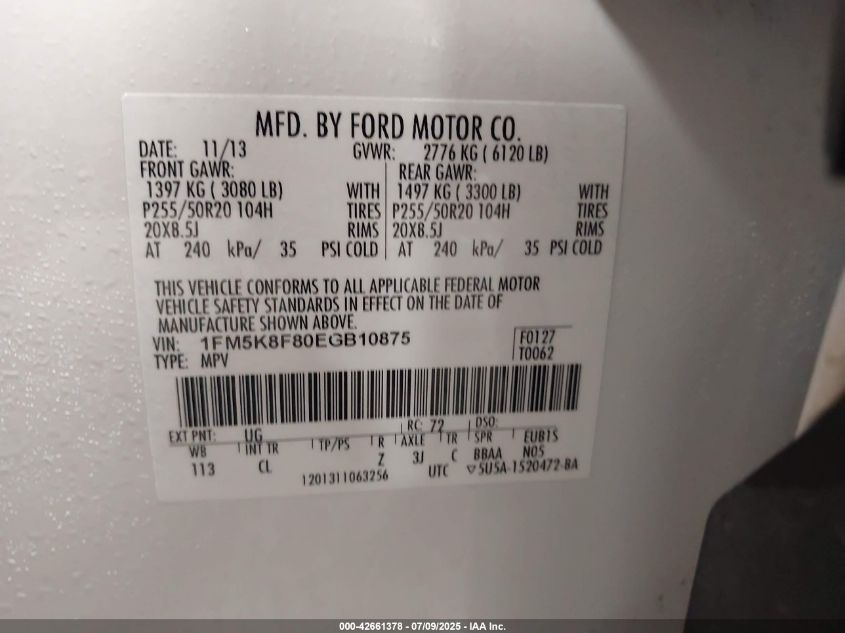 MFD. BY FORD MOTOR CO.
DATE: 11/13 GVWR: 2776 KG ( 6120 LB)
FRONT GAWR: REAR GAWR:
1397 KG ( 3080 LB) WITH 1497 KG ( 3300 LB) WITH
P255/50R20 104H TIRES P255/50R20 104H TIRES
20X8.5J RIMS 20X8.5J RIMS
AT 240 kPa/ 35 PSI COLD AT 240 kPa/ 35 PSI COLD
THIS VEHICLE CONFORMS TO ALL APPLICABLE FEDERAL MOTOR
VEHICLE SAFETY STANDARDS IN EFFECT ON THE DATE OF
MANUFACTURE SHOWN ABOVE.
VIN: 1FM5K8F80EGB10875 F0127
TYPE: MPV T0062
EXT PNT: UG RC: 72 DSO:
WB INT TR TP/PS R AXLE TR SPR EUB1S
113 CL Z 3J C BBAA N05
1201311063256 UTC 5U5A-1520472-BA
000-42661378 - 07/09/2025 - IAA Inc.